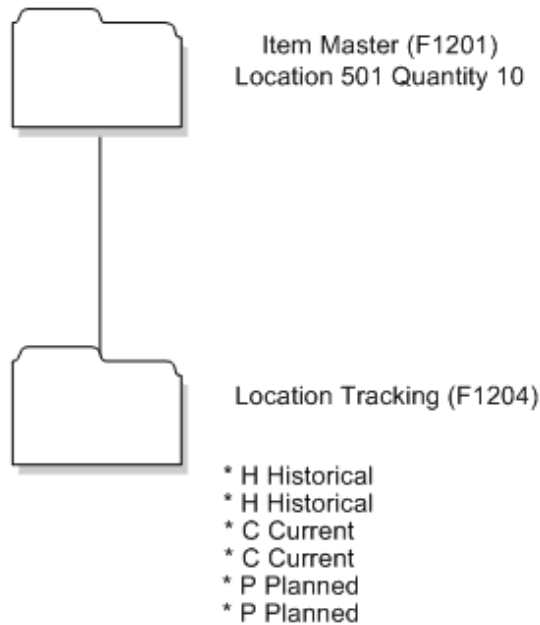 Item Master (F1201)
Location 501 Quantity 10
Location Tracking (F1204)
* H Historical
* H Historical
* C Current
* C Current
* P Planned
* P Planned